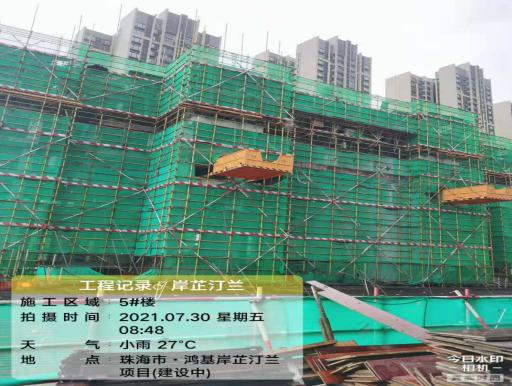 工程记录 岸芷汀兰
施工区域：5#楼
拍摄时间：2021.07.30 星期五
08:48
天气：小雨 27℃
地点：珠海市·鸿基岸芷汀兰
项目(建设中)
今日水印
相机